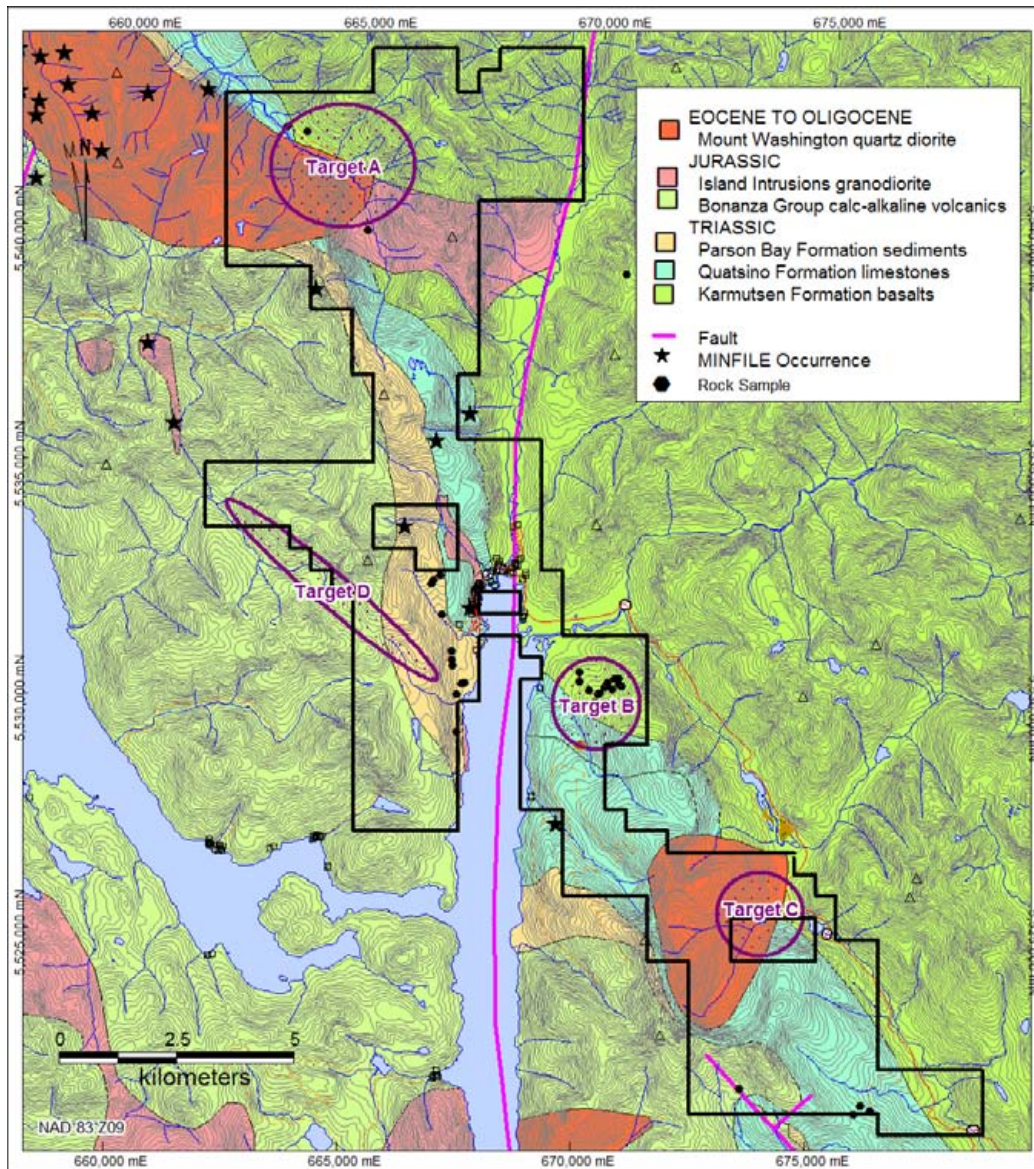 660,000 mE
665,000 mE
670,000 mE
675,000 mE
EOCENE TO OLIGOCENE
Mount Washington quartz diorite
JURASSIC
Island Intrusions granodiorite
Bonanza Group calc-alkaline volcanics
TRIASSIC
Parson Bay Formation sediments
Quatsino Formation limestones
Karmutsen Formation basalts
Fault
MINFILE Occurrence
Rock Sample
M N
Target A
5,540,000 mN
5,535,000 mN
Target D
Target B
5,530,000 mN
Target C
5,525,000 mN
0 2.5 5
kilometers
NAD 83 Z09
660,000 mE
665,000 mE
670,000 mE
675,000 mE